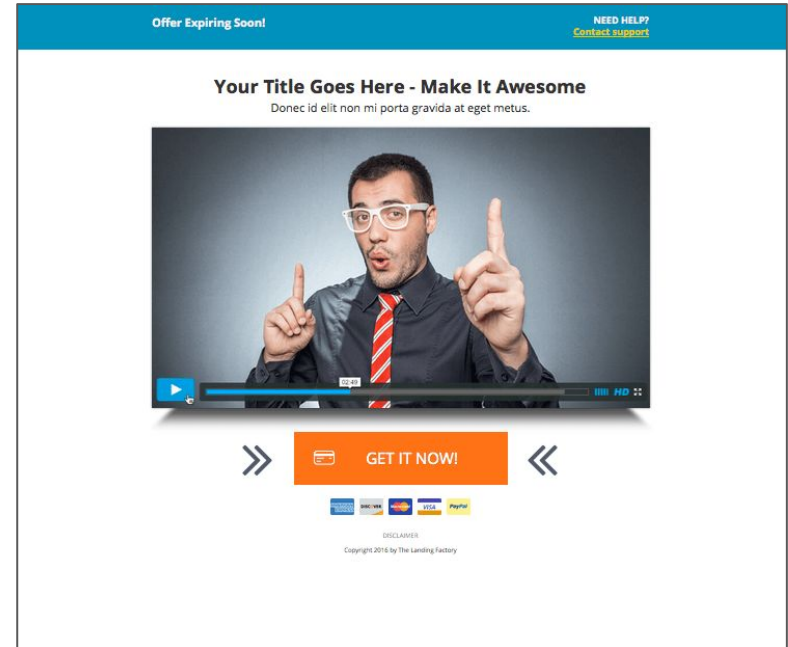 Offer Expiring Soon!
NEED HELP?
Contact support
Your Title Goes Here - Make It Awesome
Donec id elit non mi porta gravida at eget metus.
02:49
HD
GET IT NOW!
DISCOVER
VISA
PayPal
DISCLAIMER
Copyright 2016 by The Landing Factory